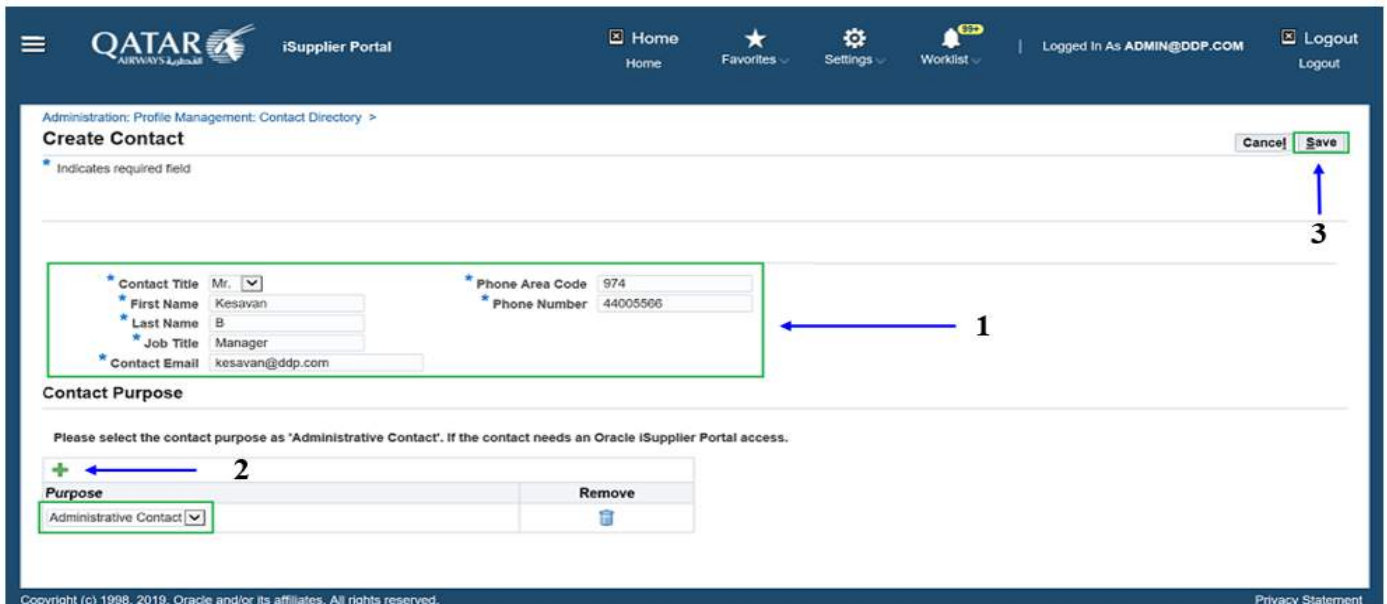 QATAR
AIRWAYS القطرية
iSupplier Portal
Home
Home
Favorites
Settings
99+
Worklist
Logged In As ADMIN@DDP.COM
Logout
Logout
Administration: Profile Management: Contact Directory >
Create Contact
Cancel Save
* Indicates required field
3
* Contact Title Mr. * Phone Area Code 974
* First Name Kesavan * Phone Number 44005566
* Last Name B
1
* Job Title Manager
* Contact Email kesavan@ddp.com
Contact Purpose
Please select the contact purpose as 'Administrative Contact'. If the contact needs an Oracle iSupplier Portal access.
2
Purpose Remove
Administrative Contact
Copyright (c) 1998, 2019, Oracle and/or its affiliates. All rights reserved. Privacy Statement